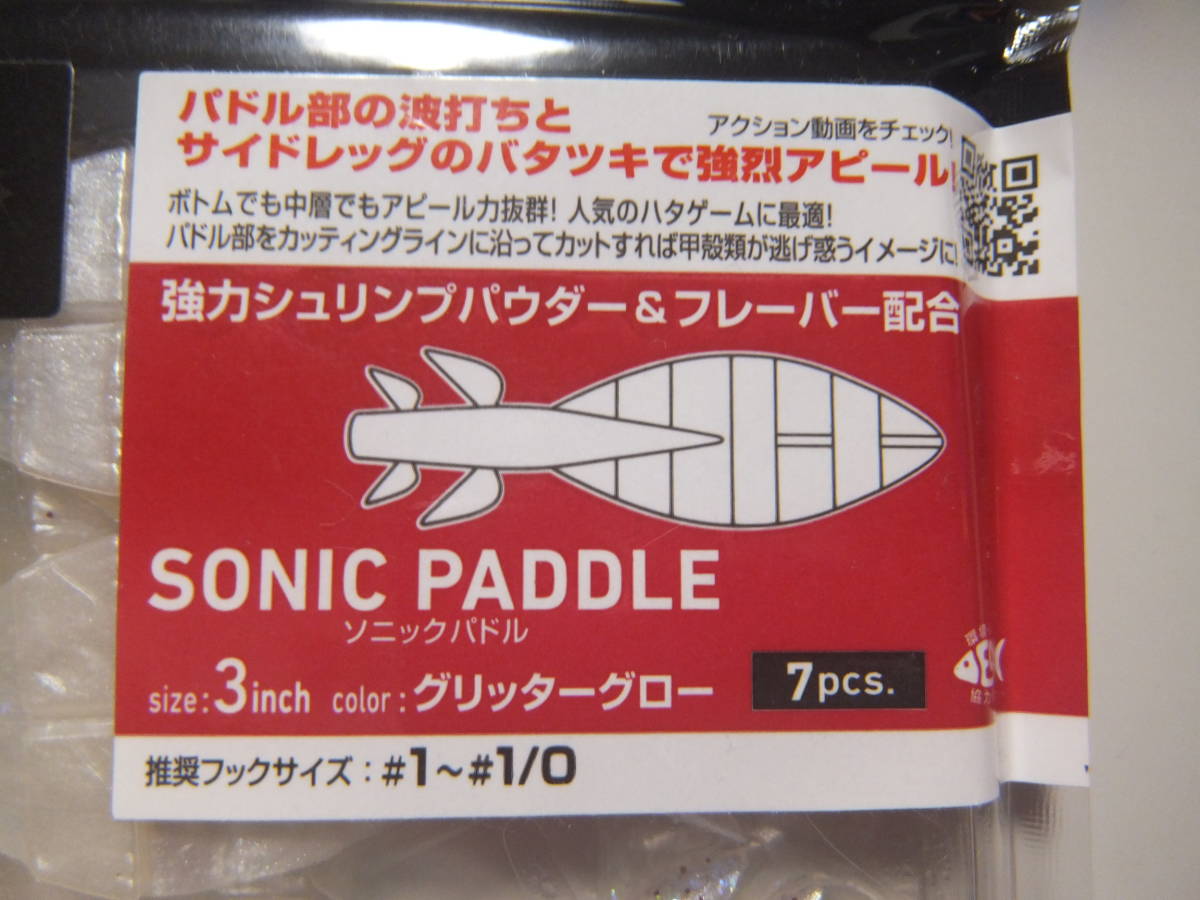 パドル部の波打ちと
サイドレッグのバタツキで強烈アピール!
アクション動画をチェック!
ボトムでも中層でもアピール力抜群! 人気のハタゲームに最適!
パドル部をカッティングラインに沿ってカットすれば甲殻類が逃げ惑うイメージに!
強力シュリンプパウダー&フレーバー配合
SONIC PADDLE
ソニックパドル
size:3inch color:グリッターグロー
7pcs.
推奨フックサイズ:#1~#1/0